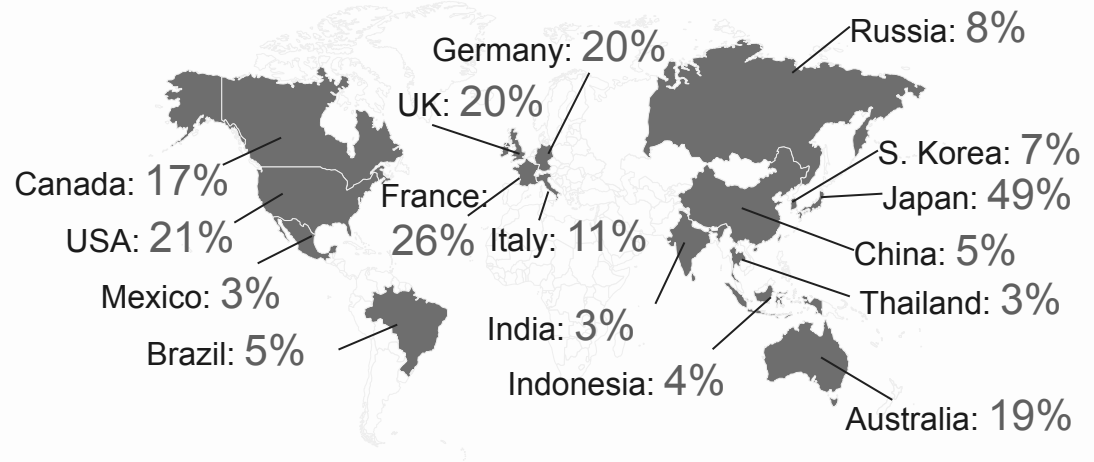 Russia: 8%
Germany: 20%
UK: 20%
S. Korea: 7%
Canada: 17%
France:
26%
Japan: 49%
USA: 21%
Italy: 11%
China: 5%
Mexico: 3%
Thailand: 3%
India: 3%
Brazil: 5%
Indonesia: 4%
Australia: 19%